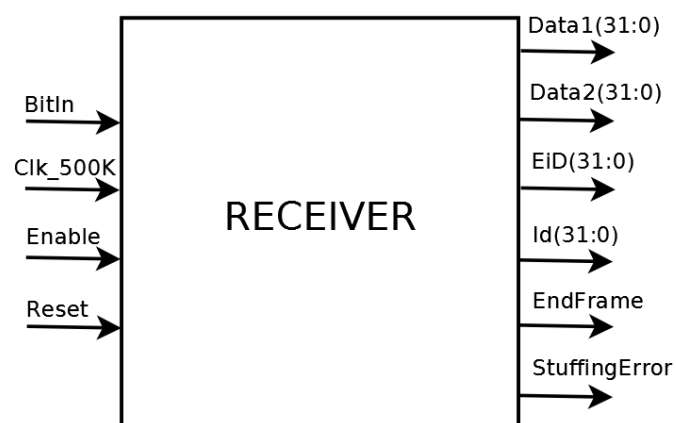 Data1(31:0)
BitIn
Data2(31:0)
Clk_500K
EiD(31:0)
RECEIVER
Enable
Id(31:0)
Reset
EndFrame
StuffingError